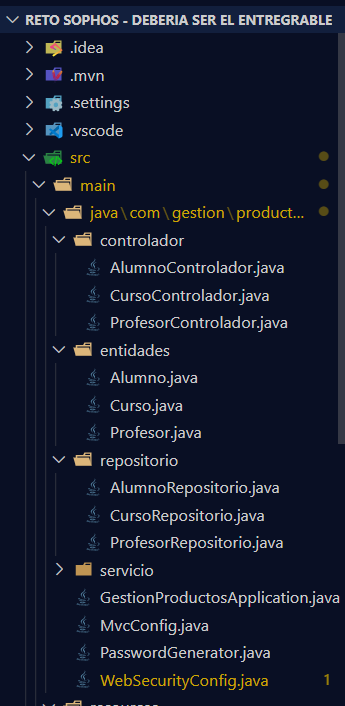 RETO SOPHOS - DEBERIA SER EL ENTREGRABLE
.idea
.mvn
.settings
.vscode
src
main
java\com\gestion\product...
controlador
AlumnoControlador.java
CursoControlador.java
ProfesorControlador.java
entidades
Alumno.java
Curso.java
Profesor.java
repositorio
AlumnoRepositorio.java
CursoRepositorio.java
ProfesorRepositorio.java
servicio
GestionProductosApplication.java
MvcConfig.java
PasswordGenerator.java
WebSecurityConfig.java 1